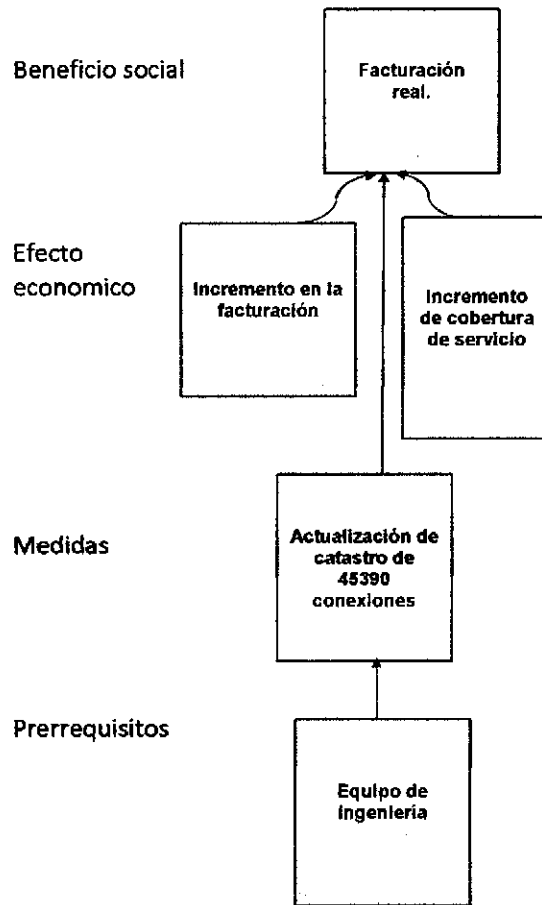 Beneficio social
Facturación
real.
Efecto
economico
Incremento en la
facturación
Incremento
de cobertura
de servicio
Medidas
Actualización de
catastro de
45390
conexiones
Prerrequisitos
Equipo de
ingeniería